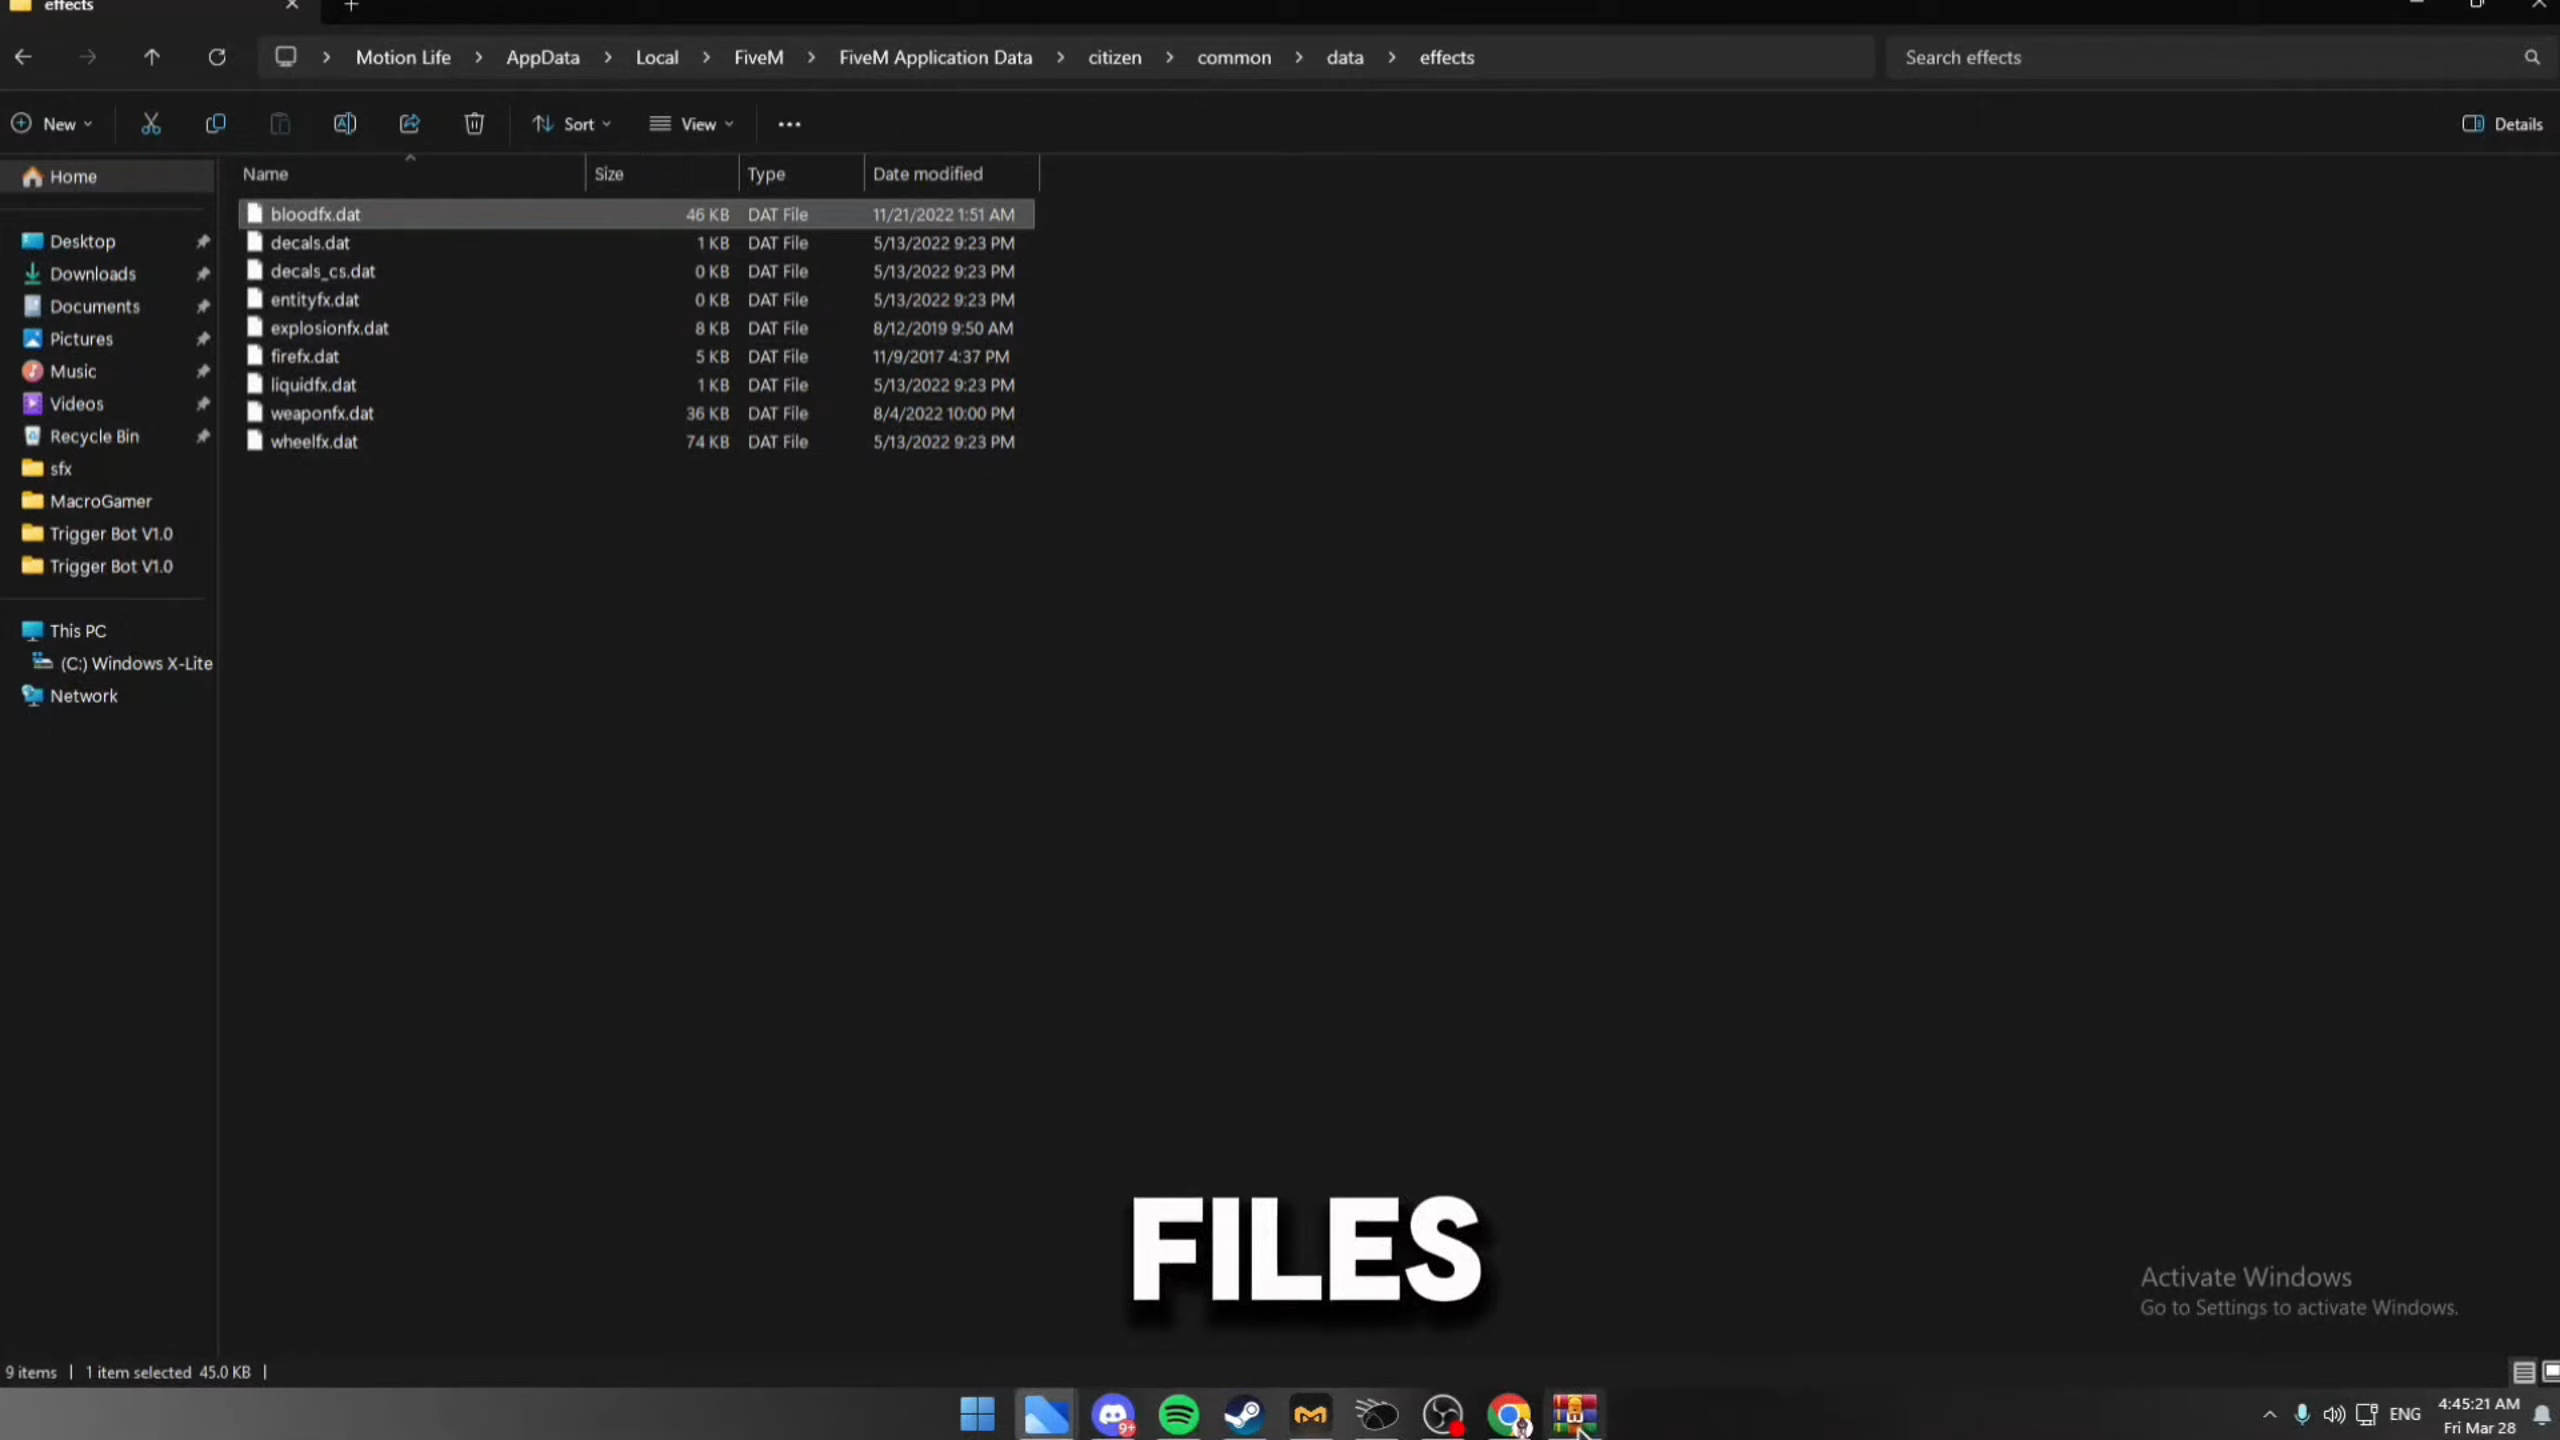 effects
Motion Life > AppData > Local > FiveM > FiveM Application Data > citizen > common > data > effects
Search effects
New
Sort
View
Details
Name Size Type Date modified
Home
Desktop
Downloads
Documents
Pictures
Music
Videos
Recycle Bin
sfx
MacroGamer
Trigger Bot V1.0
Trigger Bot V1.0
This PC
(C:) Windows X-Lite
Network
bloodfx.dat 46 KB DAT File 11/21/2022 1:51 AM
decals.dat 1 KB DAT File 5/13/2022 9:23 PM
decals_cs.dat 0 KB DAT File 5/13/2022 9:23 PM
entityfx.dat 0 KB DAT File 5/13/2022 9:23 PM
explosionfx.dat 8 KB DAT File 8/12/2019 9:50 AM
firefx.dat 5 KB DAT File 11/9/2017 4:37 PM
liquidfx.dat 1 KB DAT File 5/13/2022 9:23 PM
weaponfx.dat 36 KB DAT File 8/4/2022 10:00 PM
wheelfx.dat 74 KB DAT File 5/13/2022 9:23 PM
FILES
Activate Windows
Go to Settings to activate Windows.
9 items | 1 item selected 45.0 KB |
9+
ENG
4:45:21 AM
Fri Mar 28